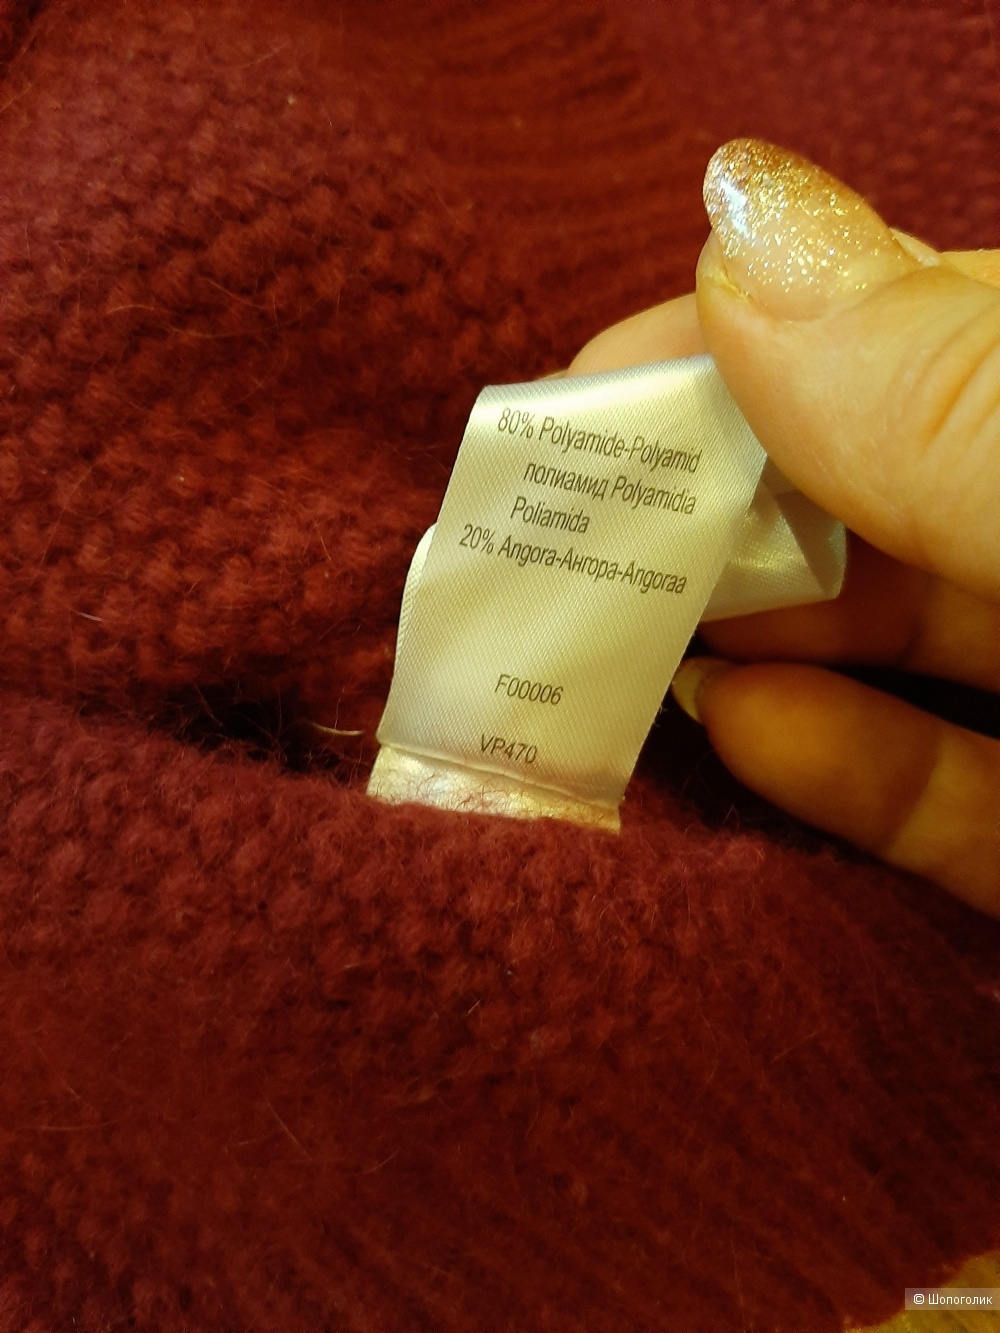 80% Polyamide-Polyamid
полиамид Polyamidia
Poliamida
20% Angora-Ангора-Angoraa
F00006
VP470
© Шопоголик